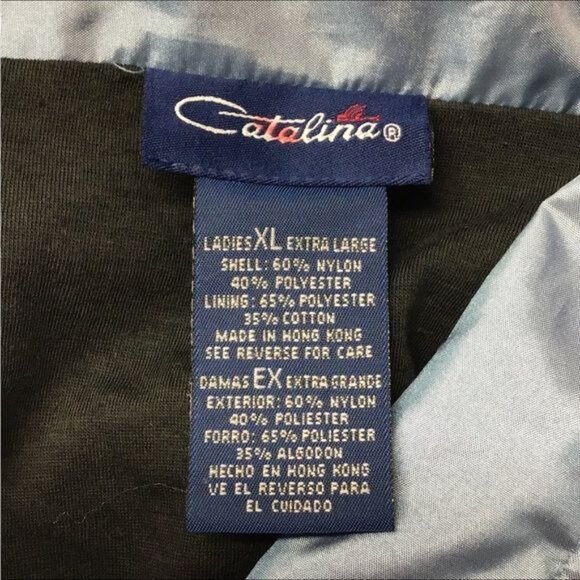 Catalina®
LADIES XL EXTRA LARGE
SHELL: 60% NYLON
40% POLYESTER
LINING: 65% POLYESTER
35% COTTON
MADE IN HONG KONG
SEE REVERSE FOR CARE
DAMAS EX EXTRA GRANDE
EXTERIOR: 60% NYLON
40% POLIESTER
FORRO: 65% POLIESTER
35% ALGODON
HECHO EN HONG KONG
VE EL REVERSO PARA
EL CUIDADO